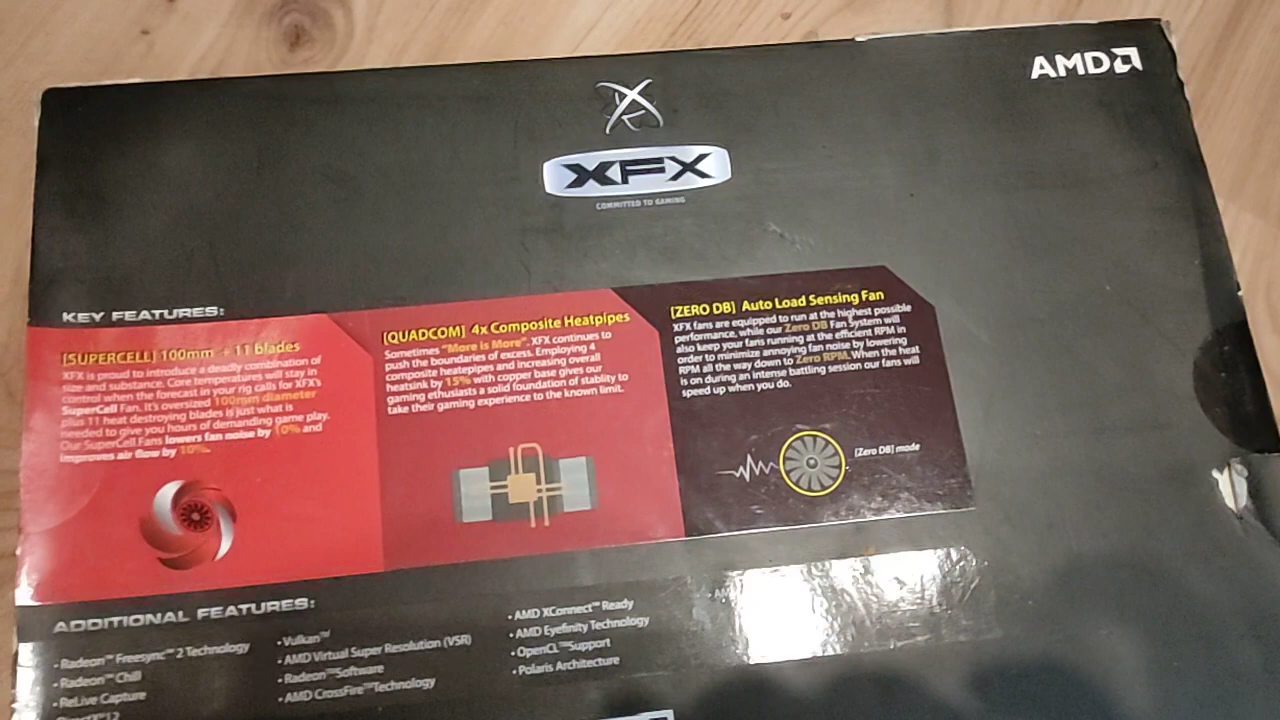 AMD
XFX
COMMITTED TO GAMING
KEY FEATURES:
[SUPERCELL] 100mm + 11 blades
XFX is proud to introduce a deadly combination of
size and substance. Core temperatures will stay in
control when the forecast in your rig calls for XFX's
SuperCell Fan. It's oversized 100mm diameter
plus 11 heat destroying blades is just what is
needed to give you hours of demanding game play.
Our SuperCell Fans lowers fan noise by 10% and
improves air flow by 10%.
[QUADCOM] 4x Composite Heatpipes
Sometimes "More is More". XFX continues to
push the boundaries of excess. Employing 4
composite heatepipes and increasing overall
heatsink by 15% with copper base gives our
gaming ethusiasts a solid foundation of stablity to
take their gaming experience to the known limit.
[ZERO DB] Auto Load Sensing Fan
XFX fans are equipped to run at the highest possible
performance, while our Zero DB Fan System will
also keep your fans running at the efficient RPM in
order to minimize annoying fan noise by lowering
RPM all the way down to Zero RPM. When the heat
is on during an intense battling session our fans will
speed up when you do.
[Zero DB] mode
ADDITIONAL FEATURES:
• Radeon™ Freesync™ 2 Technology
• Radeon™ Chill
• ReLive Capture
DirectX®12
• Vulkan™
• AMD Virtual Super Resolution (VSR)
• Radeon™Software
• AMD CrossFire™Technology
• AMD XConnect™ Ready
• AMD Eyefinity Technology
• OpenCL™Support
• Polaris Architecture
• AM